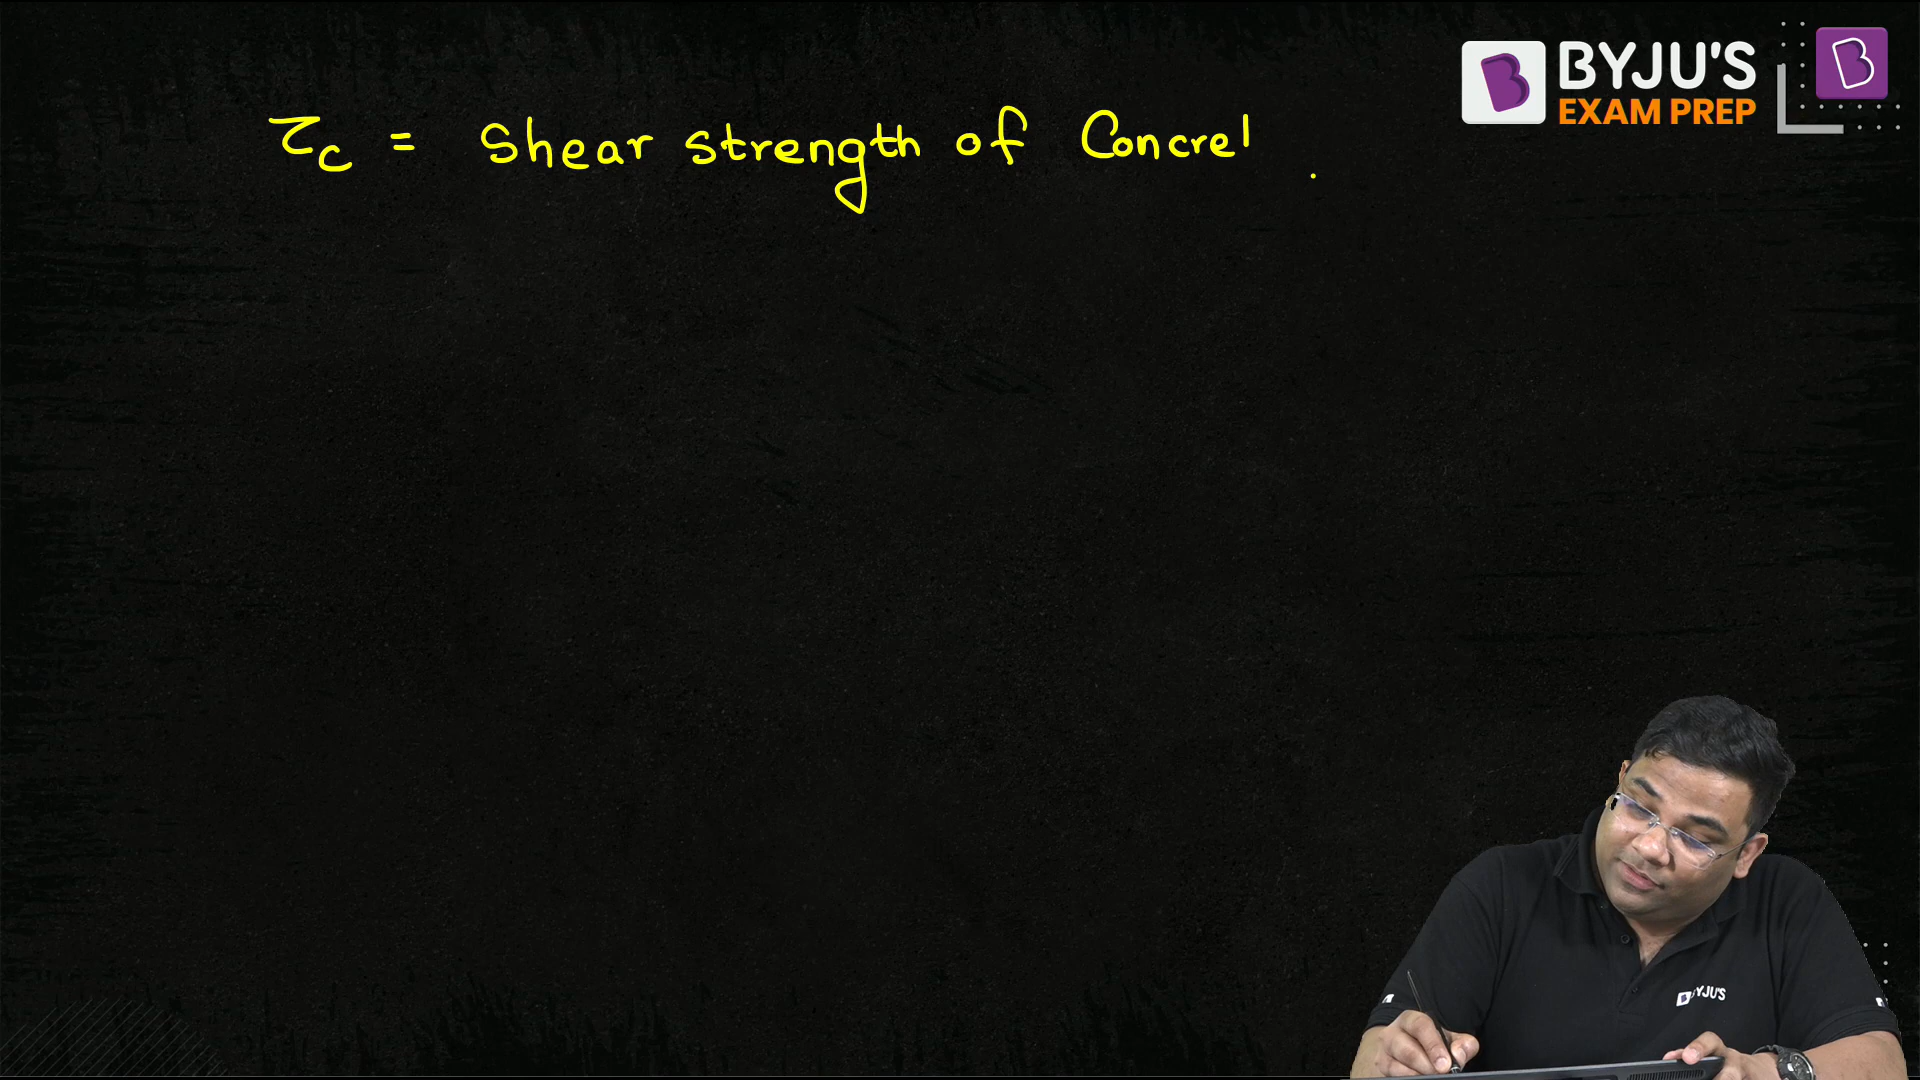 BYJU'S
EXAM PREP
τc = Shear strength of Concrel .
BYJU'S